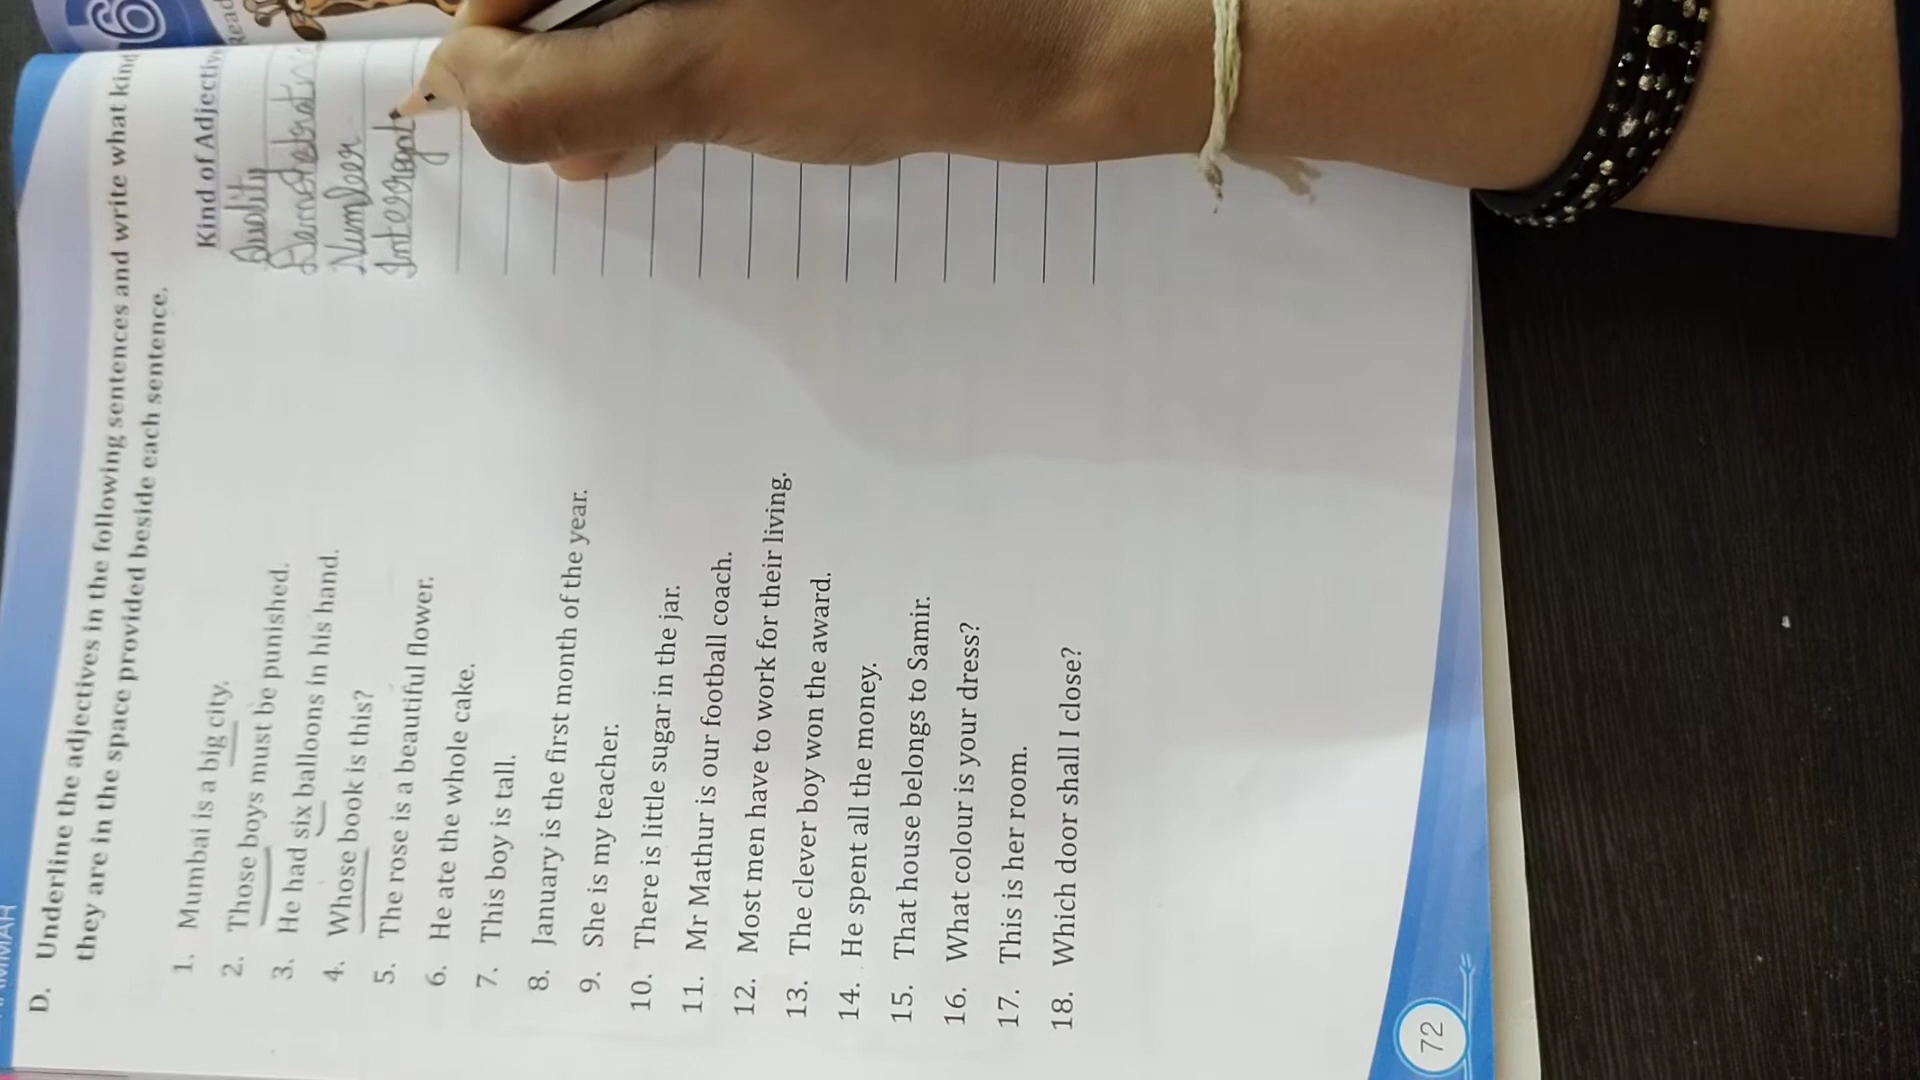 D. Underline the adjectives in the following sentences and write what kind
they are in the space provided beside each sentence.
Kind of Adjective
1. Mumbai is a big city. Quality
2. Those boys must be punished.
3. He had six balloons in his hand. Number
4. Whose book is this? Interrogat
5. The rose is a beautiful flower.
6. He ate the whole cake.
7. This boy is tall.
8. January is the first month of the year.
9. She is my teacher.
10. There is little sugar in the jar.
11. Mr Mathur is our football coach.
12. Most men have to work for their living.
13. The clever boy won the award.
14. He spent all the money.
15. That house belongs to Samir.
16. What colour is your dress?
17. This is her room.
18. Which door shall I close?
72
6
Read